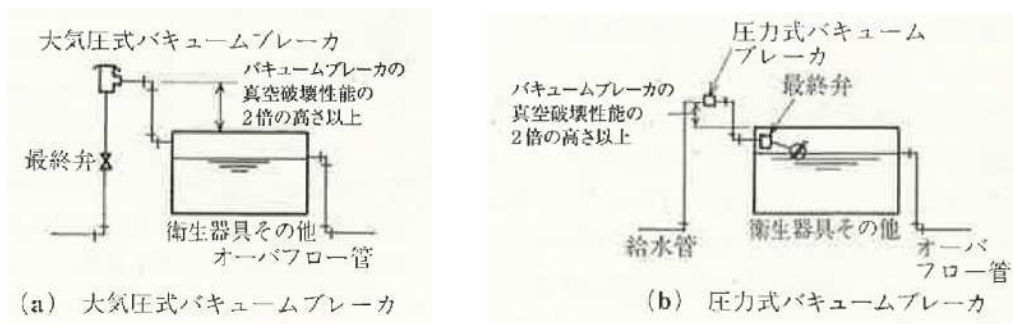 大気圧式バキュームブレーカ
バキュームブレーカの
真空破壊性能の
2倍の高さ以上
最終弁
衛生器具その他
オーバフロー管
(a) 大気圧式バキュームブレーカ
圧力式バキューム
ブレーカ
最終弁
バキュームブレーカの
真空破壊性能の
2倍の高さ以上
給水管
衛生器具その他
オーバ
フロー管
(b) 圧力式バキュームブレーカ